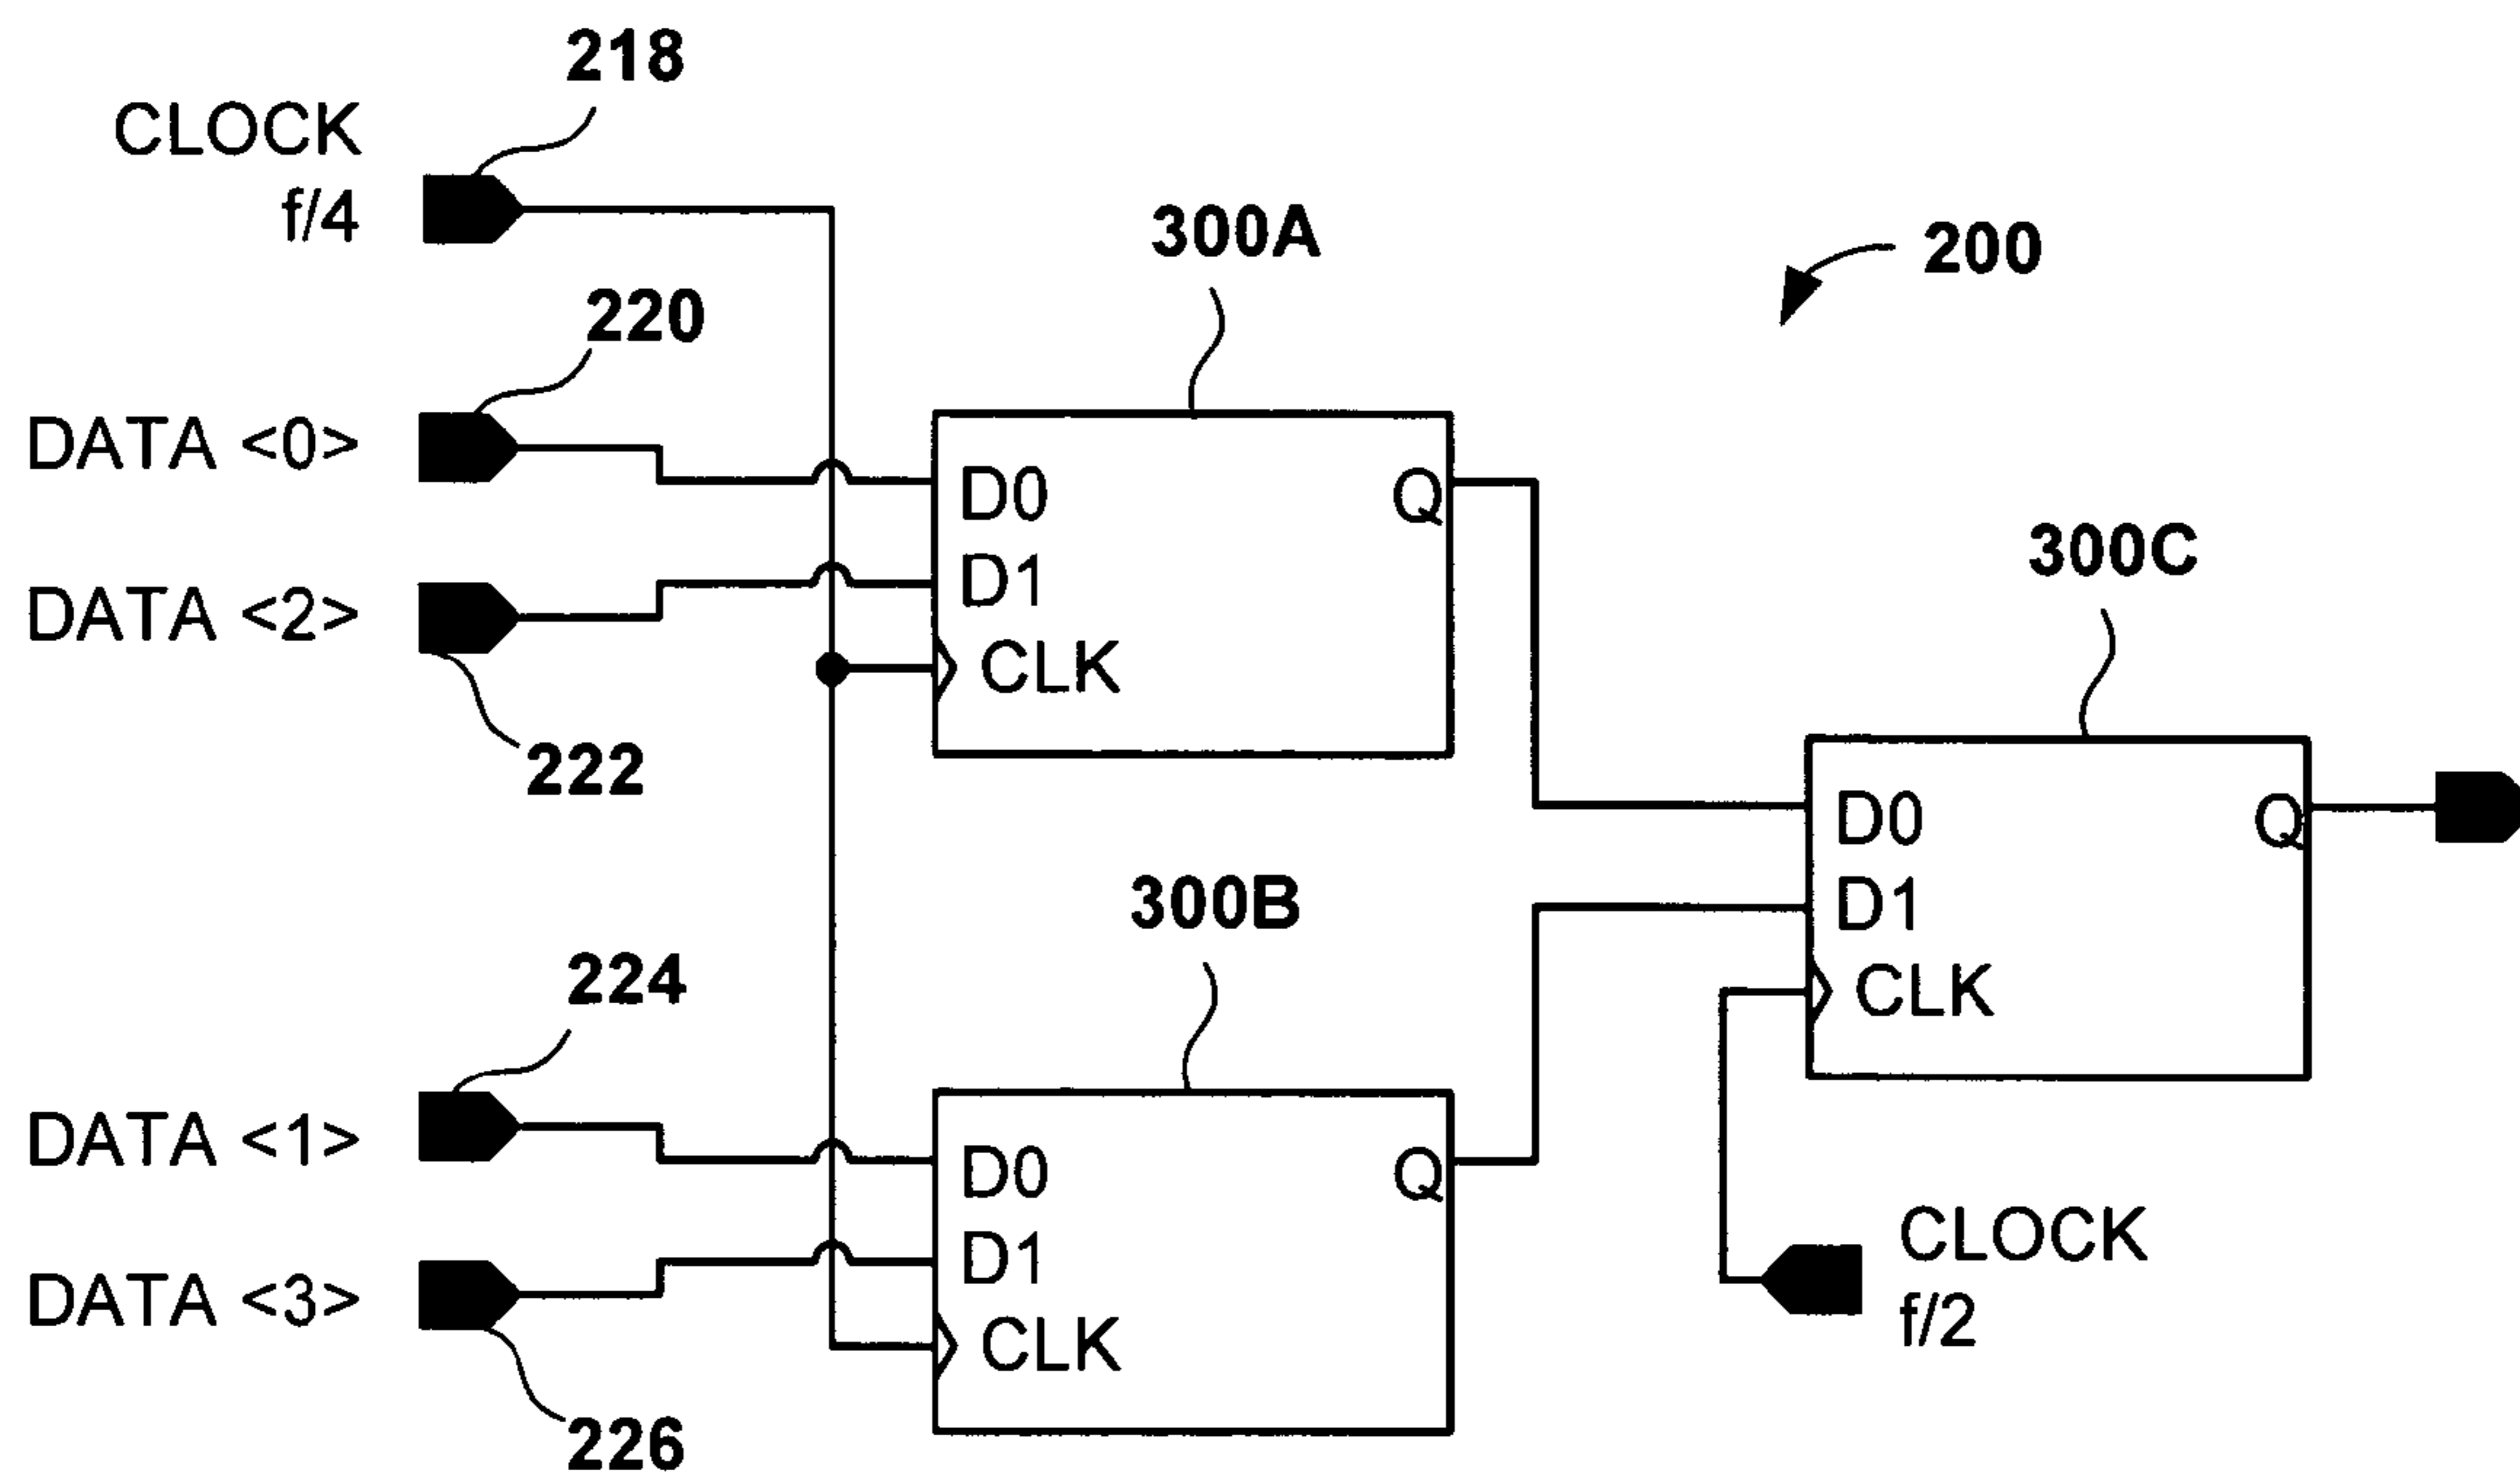 218
CLOCK
f/4
300A
200
220
DATA <0>
D0
Q
300C
D1
DATA <2>
CLK
222
D0
Q
300B
D1
224
CLK
DATA <1>
D0
Q
CLOCK
D1
f/2
DATA <3>
CLK
226